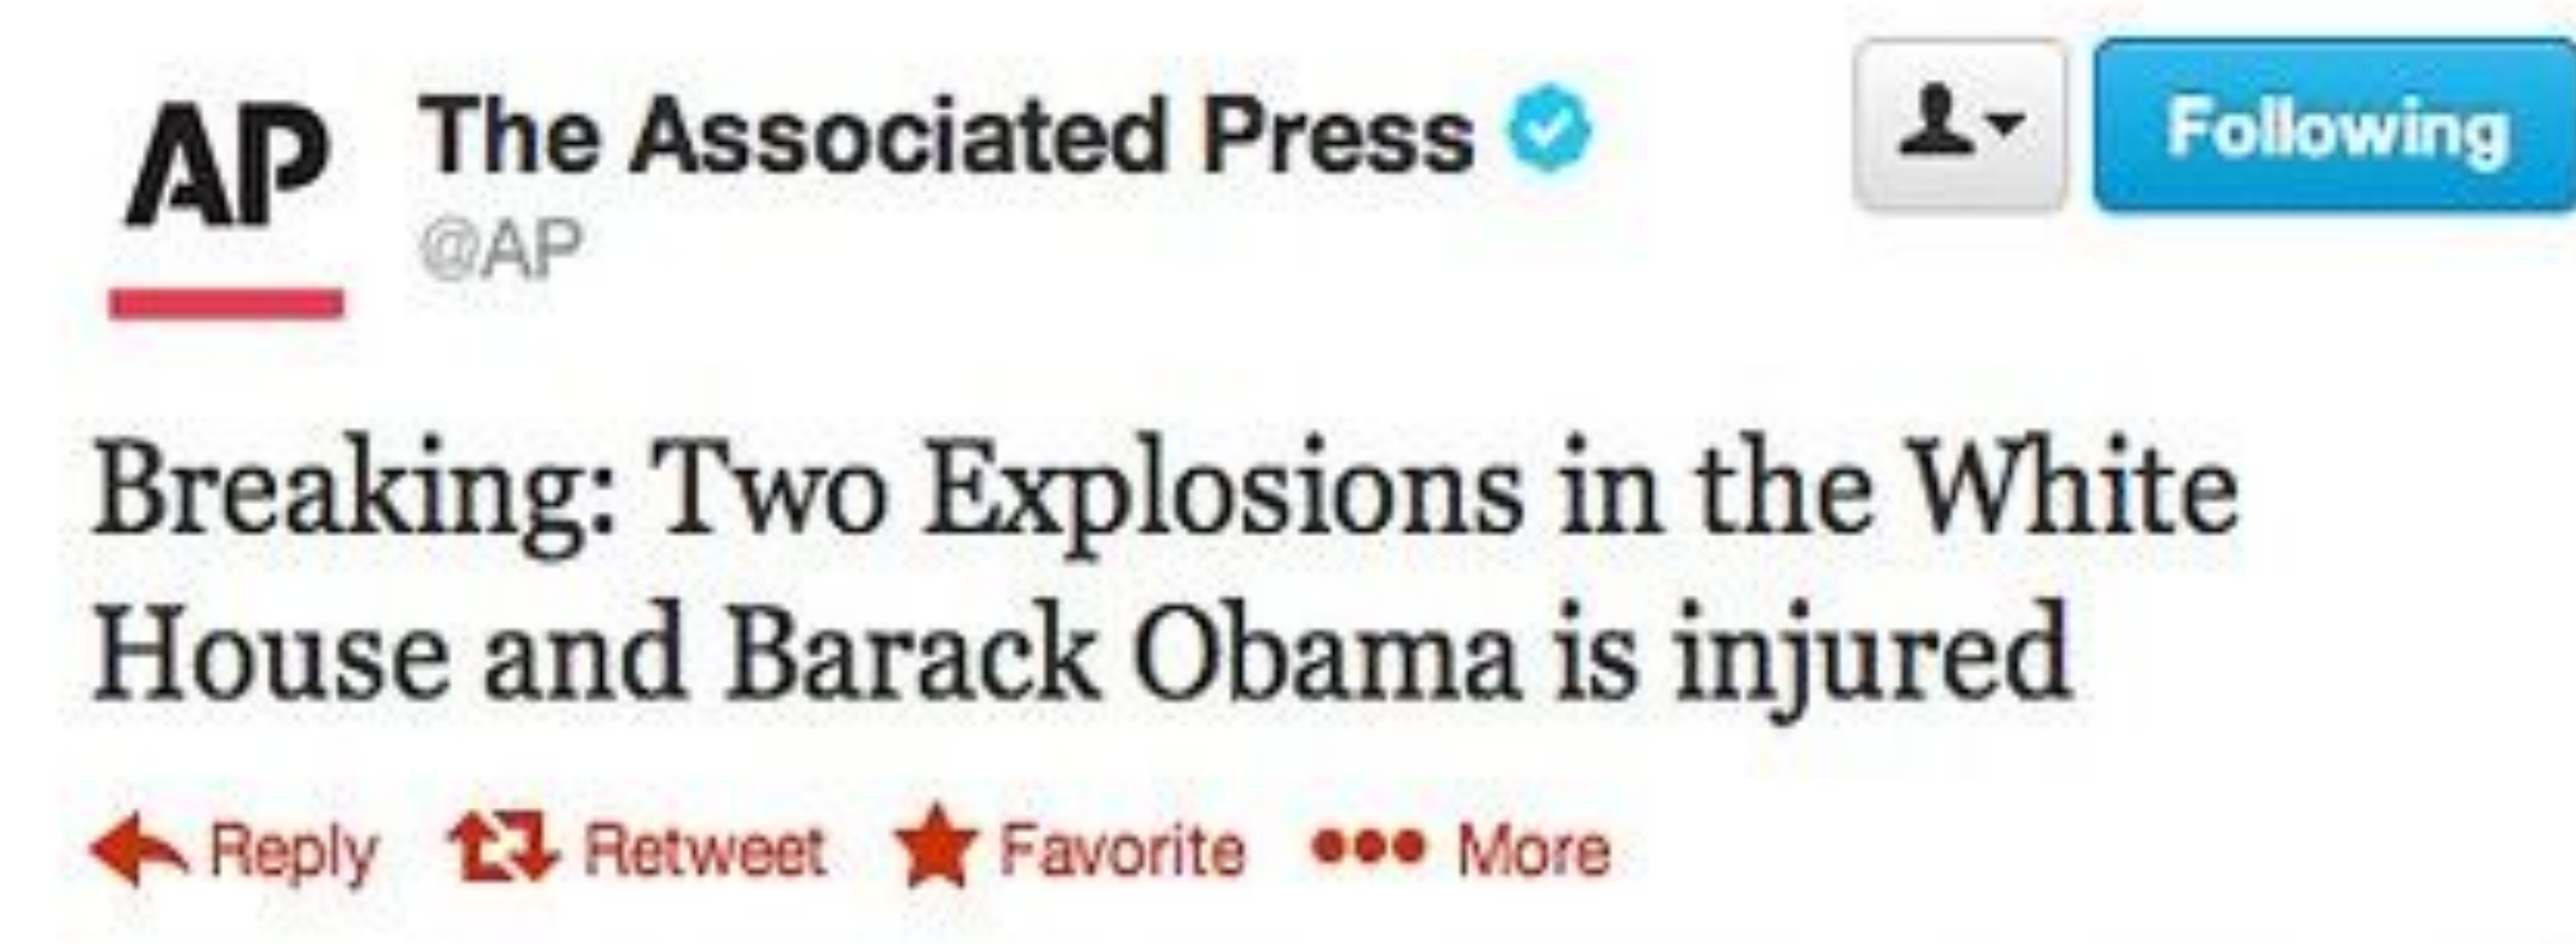 AP The Associated Press Following
@AP
Breaking: Two Explosions in the White
House and Barack Obama is injured
Reply Retweet Favorite More